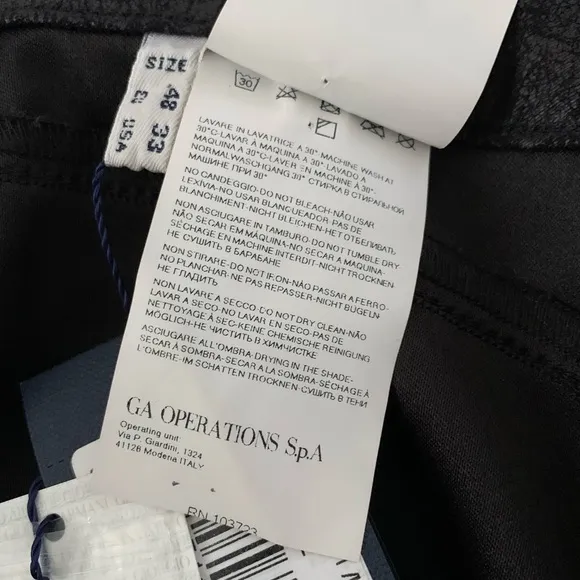 SIZE
48
33
EU
USA
30
LAVARE IN LAVATRICE A 30° MACHINE WASH AT
30°C-LAVAR À MAQUINA A 30°. LAVADO A
MAQUINA A 30°C-LAVER EN MACHINE À 30°.
NORMALWASCHGANG 30° СТИРКА В СТИРАЛЬНОЙ
МАШИНЕ ПРИ 30°
NO CANDEGGIO-DO NOT BLEACH-NÃO USAR
LEXIVIA-NO USAR BLANQUEADOR-PAS DE
BLANCHIMENT-NICHT BLEICHEN-НЕТ ОТБЕЛИВАТЬ
NON ASCIUGARE IN TAMBURO-DO NOT TUMBLE DRY
NÃO SECAR EM MÁQUINA-NO SECAR A MAQUINA-
SÉCHAGE EN MACHINE INTERDIT-NICHT TROCKNEN
НЕ СУШИТЬ В БАРАБАНЕ
NON STIRARE-DO NOT IRON-NÃO PASSAR A FERRO-
NO PLANCHAR-NE PAS REPASSER-NICHT BÜGELN
НЕ ГЛАДИТЬ
NON LAVARE A SECCO-DO NOT DRY CLEAN-NÃO
LAVAR A SECO-NO LAVAR EN SECO-PAS DE
NETTOYAGE À SEC-KEINE CHEMISCHE REINIGUNG
MÖGLICH-НЕ ЧИСТИТЬ В ХИМЧИСТКЕ
ASCIUGARE ALL'OMBRA-DRYING IN THE SHADE-
SECAR À SOMBRA-SECAR A LA SOMBRA-SÉCHAGE À
L'OMBRE-IM SCHATTEN TROCKNEN-СУШИТЬ В ТЕНИ
GA OPERATIONS S.p.A
Operating unit:
Via P. Giardini, 1324
41128 Modena ITALY
RN 103723